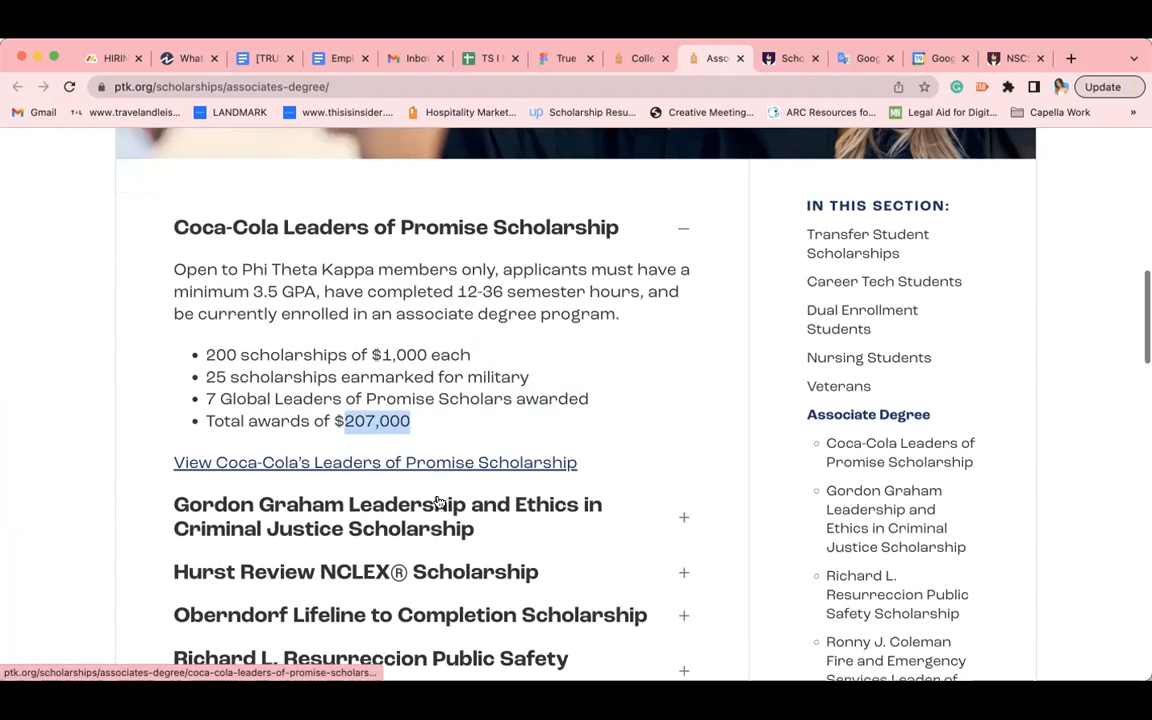 HIRIN
What
[TRU
Empl
Inbo
TS I
True
Colle
Asso
Scho
Goog
Goog
NSCS
ptk.org/scholarships/associates-degree/
Update
Gmail
www.travelandleis...
LANDMARK
www.thisisinsider....
Hospitality Market...
Scholarship Resu...
Creative Meeting...
ARC Resources fo...
Legal Aid for Digit...
Capella Work
»
Coca-Cola Leaders of Promise Scholarship
Open to Phi Theta Kappa members only, applicants must have a
minimum 3.5 GPA, have completed 12-36 semester hours, and
be currently enrolled in an associate degree program.
• 200 scholarships of $1,000 each
• 25 scholarships earmarked for military
• 7 Global Leaders of Promise Scholars awarded
• Total awards of $207,000
View Coca-Cola's Leaders of Promise Scholarship
Gordon Graham Leadership and Ethics in
Criminal Justice Scholarship
Hurst Review NCLEX® Scholarship
Oberndorf Lifeline to Completion Scholarship
Richard L. Resurreccion Public Safety
IN THIS SECTION:
Transfer Student
Scholarships
Career Tech Students
Dual Enrollment
Students
Nursing Students
Veterans
Associate Degree
Coca-Cola Leaders of
Promise Scholarship
Gordon Graham
Leadership and
Ethics in Criminal
Justice Scholarship
Richard L.
Resurreccion Public
Safety Scholarship
Ronny J. Coleman
Fire and Emergency
Services Leader of
ptk.org/scholarships/associates-degree/coca-cola-leaders-of-promise-scholars...